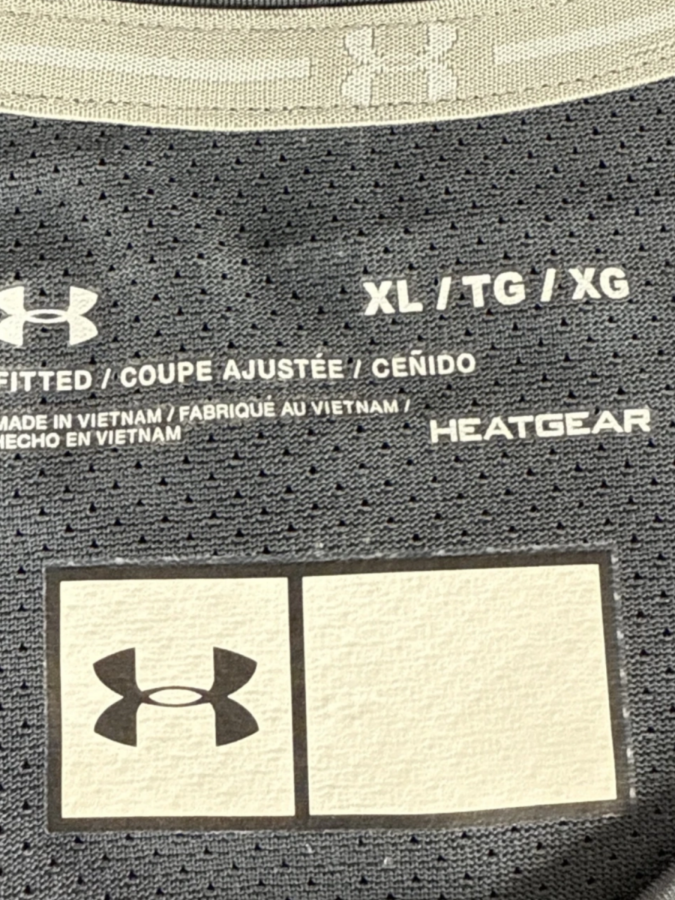 XL / TG / XG
FITTED / COUPE AJUSTÉE / CEÑIDO
MADE IN VIETNAM / FABRIQUÉ AU VIETNAM /
HECHO EN VIETNAM
HEATGEAR